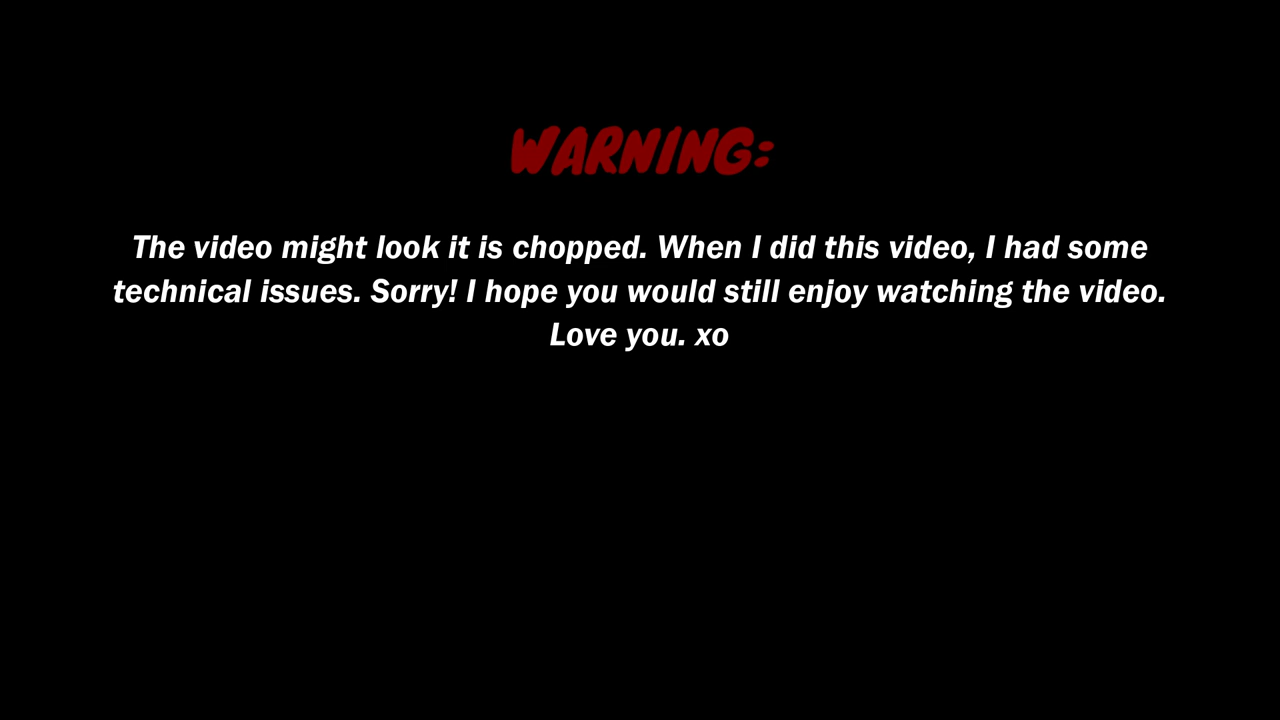 WARNING:
The video might look it is chopped. When I did this video, I had some
technical issues. Sorry! I hope you would still enjoy watching the video.
Love you. xo